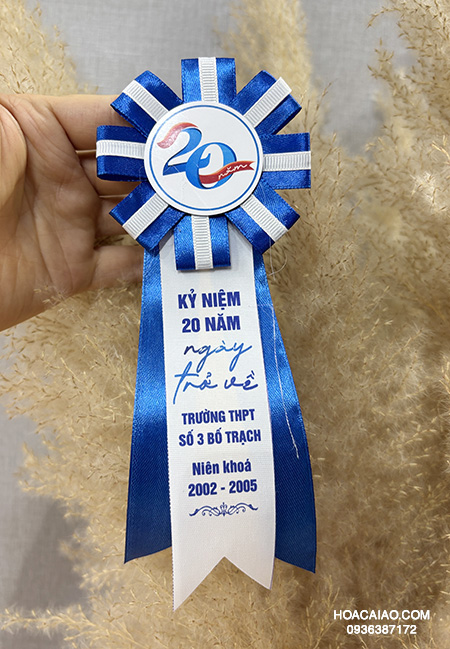 20
năm
KỶ NIỆM
20 NĂM
ngày
trở về
TRƯỜNG THPT
SỐ 3 BỐ TRẠCH
Niên khoá
2002 - 2005
HOACAIAO.COM
0936387172